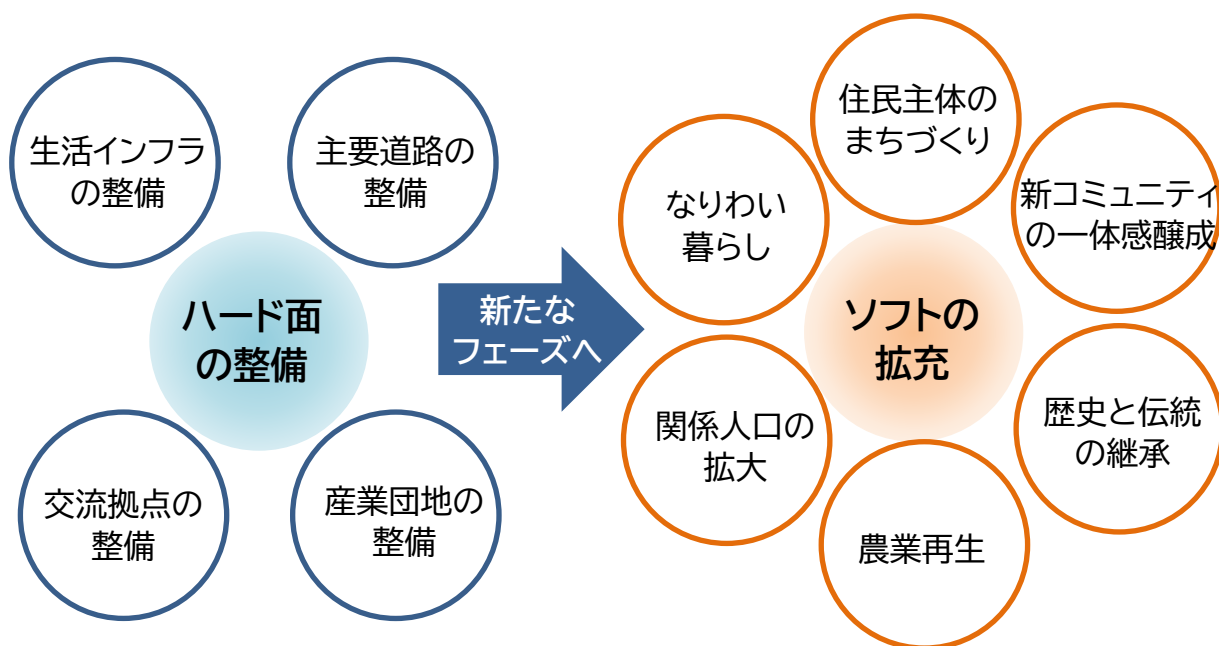 生活インフラ
の整備
主要道路の
整備
ハード面
の整備
交流拠点の
整備
産業団地の
整備
新たな
フェーズへ
住民主体の
まちづくり
なりわい
暮らし
新コミュニティ
の一体感醸成
ソフトの
拡充
関係人口の
拡大
歴史と伝統
の継承
農業再生